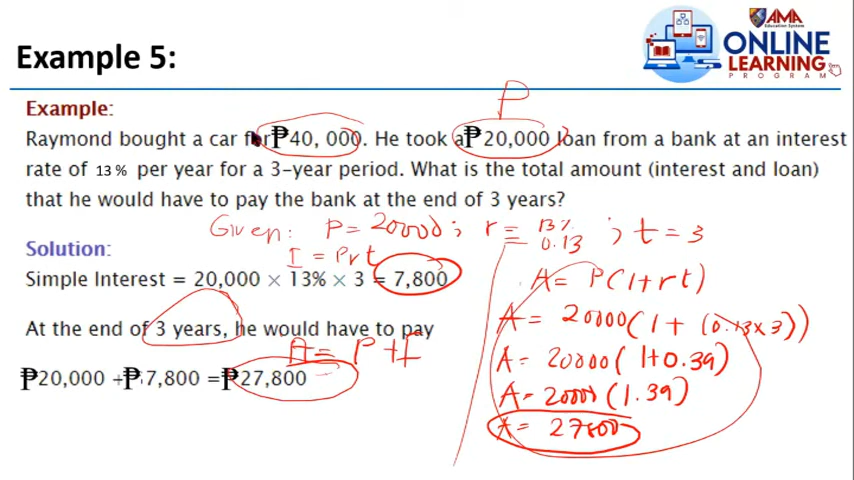 Example 5:
AMA
Education System
ONLINE
LEARNING
PROGRAM
Example:
P
Raymond bought a car for ₱40, 000. He took a ₱20,000 loan from a bank at an interest
rate of 13 % per year for a 3-year period. What is the total amount (interest and loan)
that he would have to pay the bank at the end of 3 years?
Given: P = 20000 ; r = 13% ; t = 3
0.13
Solution:
I = Prt
Simple Interest = 20,000 × 13% × 3 = 7,800
At the end of 3 years, he would have to pay
A = P + I
₱20,000 + ₱7,800 = ₱27,800
A = P(1+rt)
A = 20000(1 + (0.13x3))
A = 20000(1+0.39)
A = 20000(1.39)
A = 27800